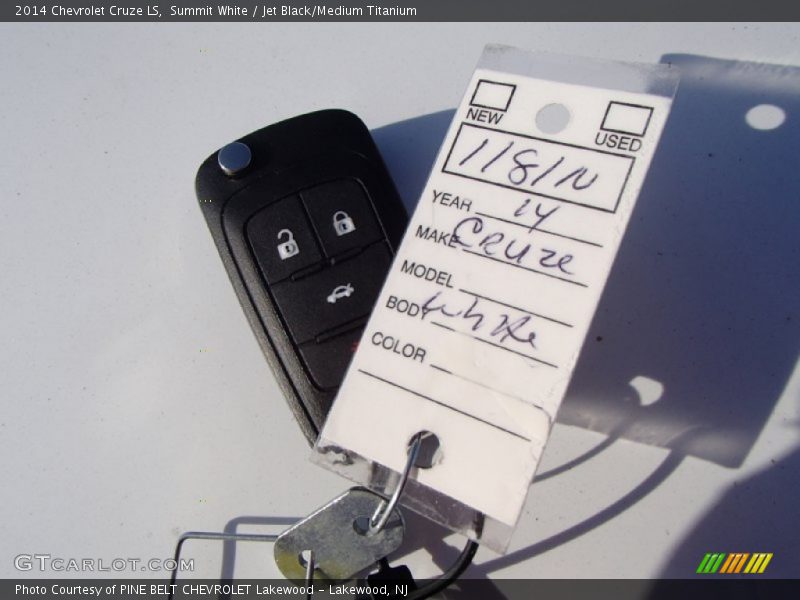 2014 Chevrolet Cruze LS,  Summit White / Jet Black/Medium Titanium
NEW
USED
1181N
YEAR 14
MAKE Cruze
MODEL
BODY white
COLOR
GTCARLOT.COM
Photo Courtesy of PINE BELT CHEVROLET Lakewood - Lakewood, NJ